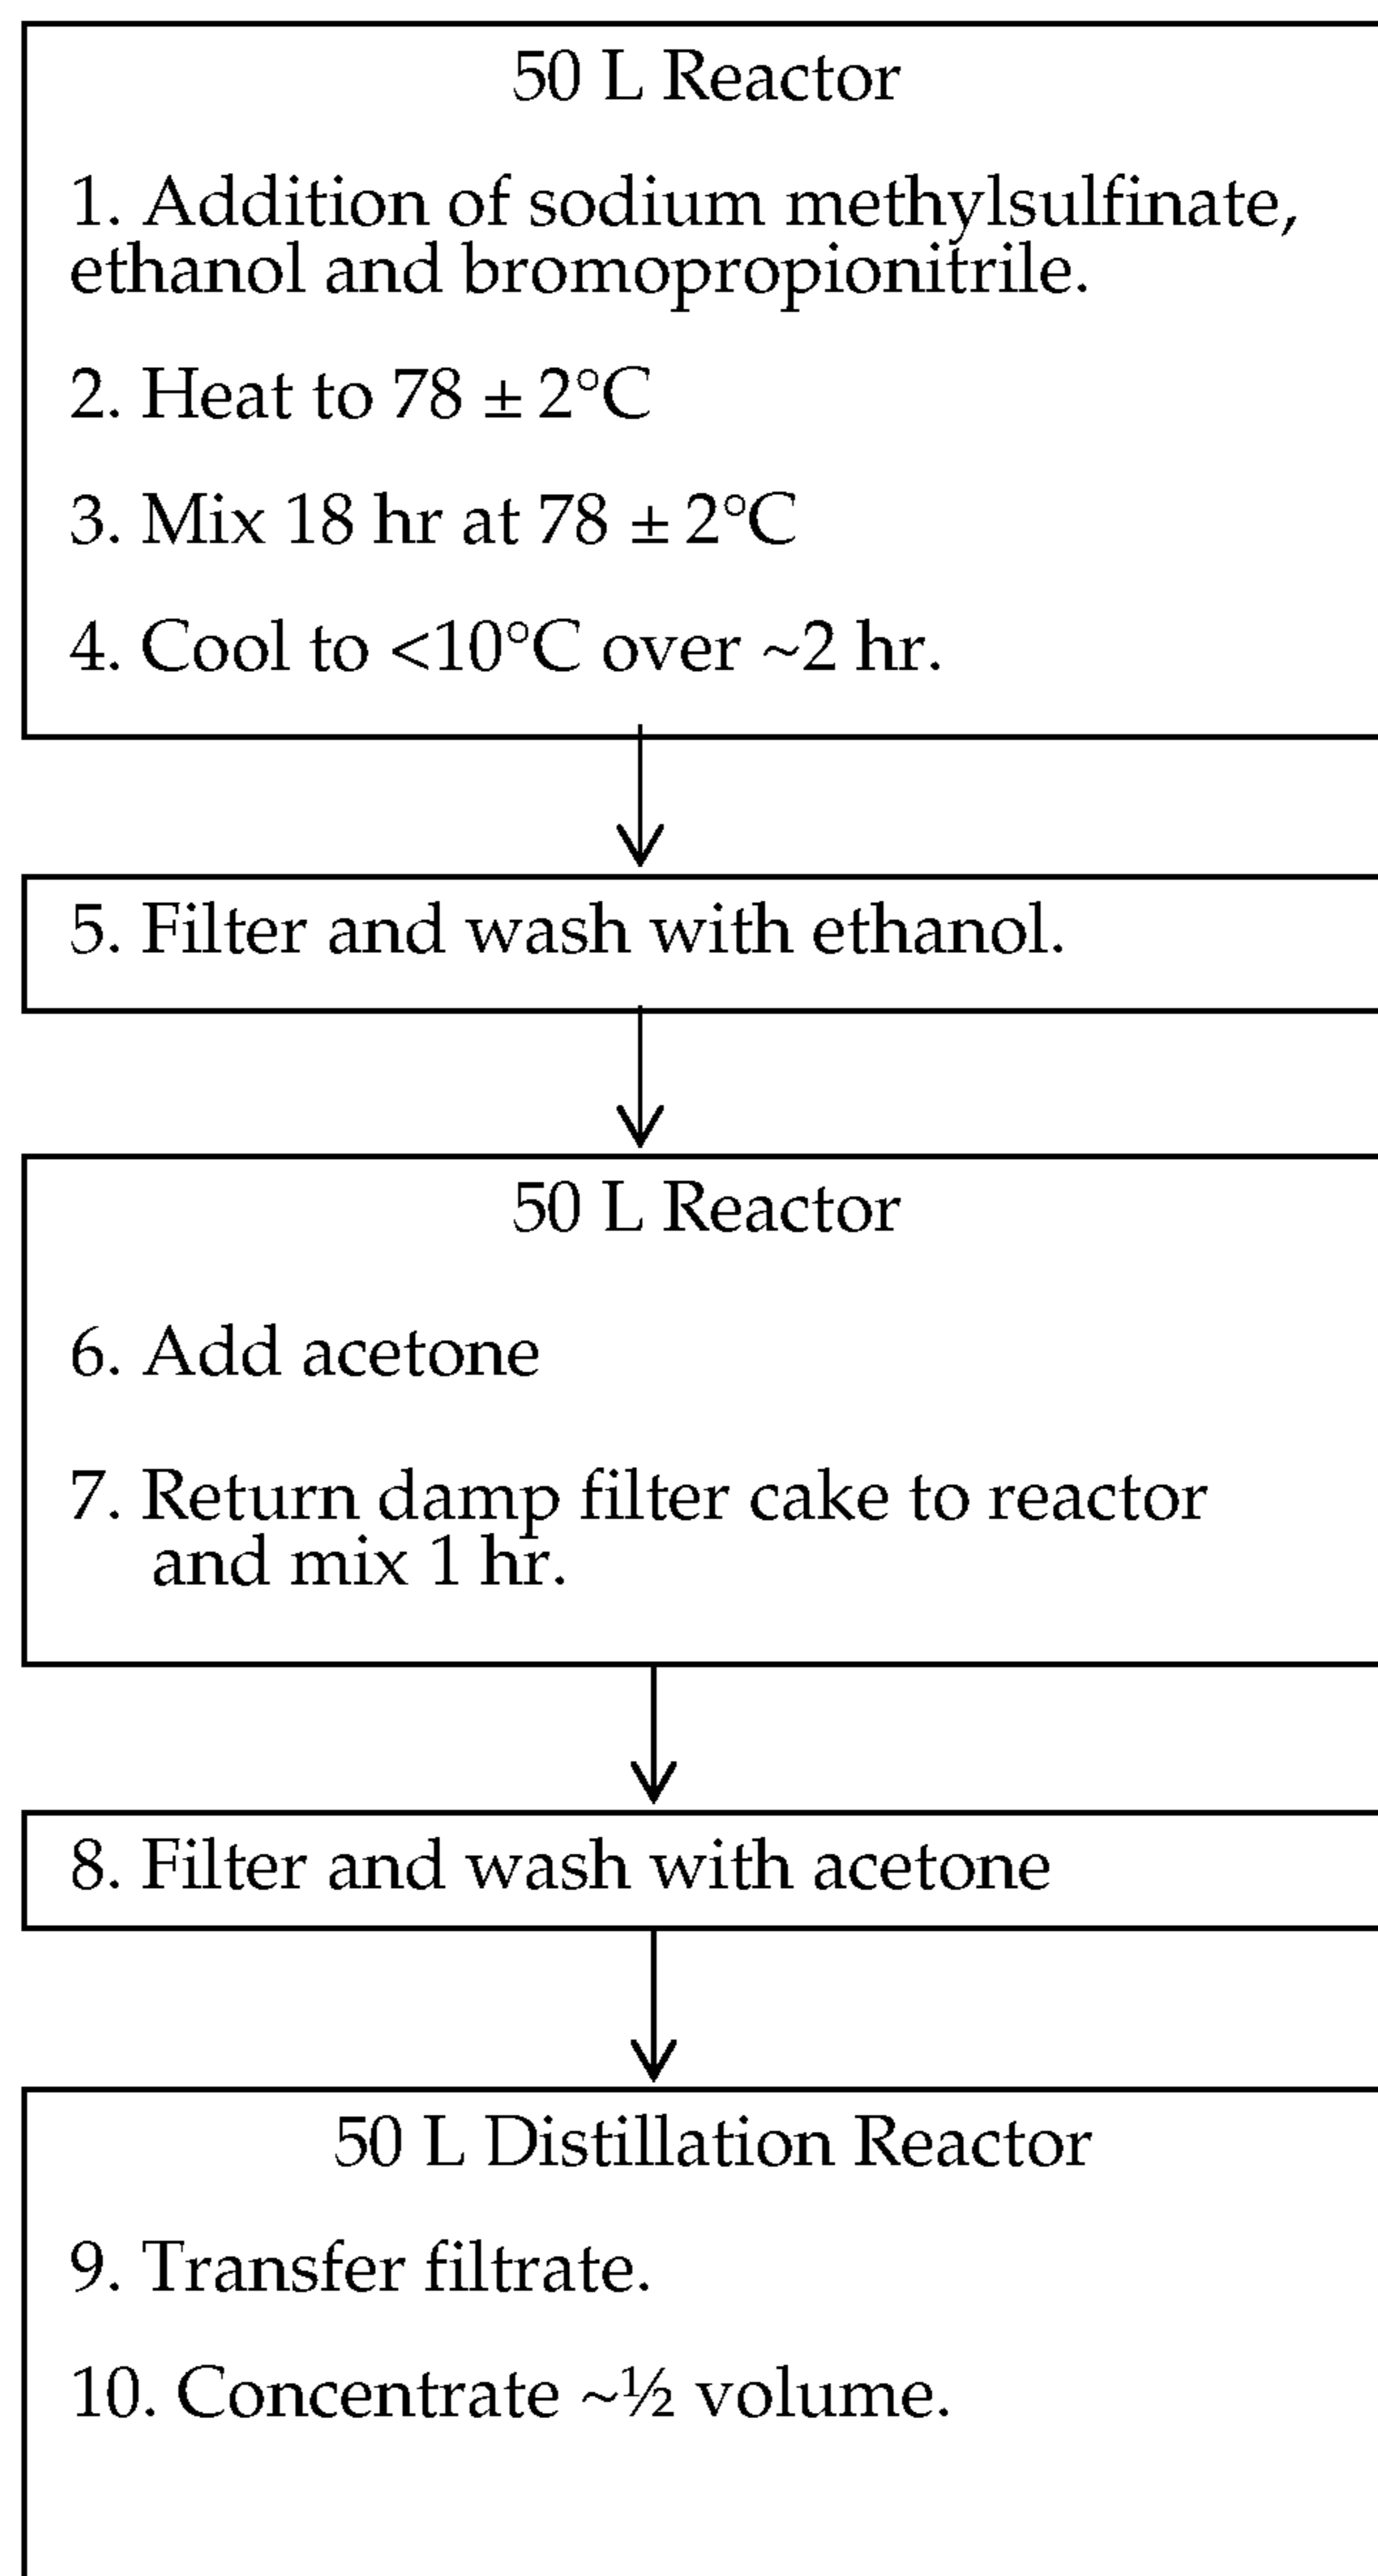 50 L Reactor
1. Addition of sodium methylsulfinate,
ethanol and bromopropionitrile.
2. Heat to 78 ± 2°C
3. Mix 18 hr at 78 ± 2°C
4. Cool to <10°C over ~2 hr.
5. Filter and wash with ethanol.
50 L Reactor
6. Add acetone
7. Return damp filter cake to reactor
and mix 1 hr.
8. Filter and wash with acetone
50 L Distillation Reactor
9. Transfer filtrate.
10. Concentrate ~½ volume.